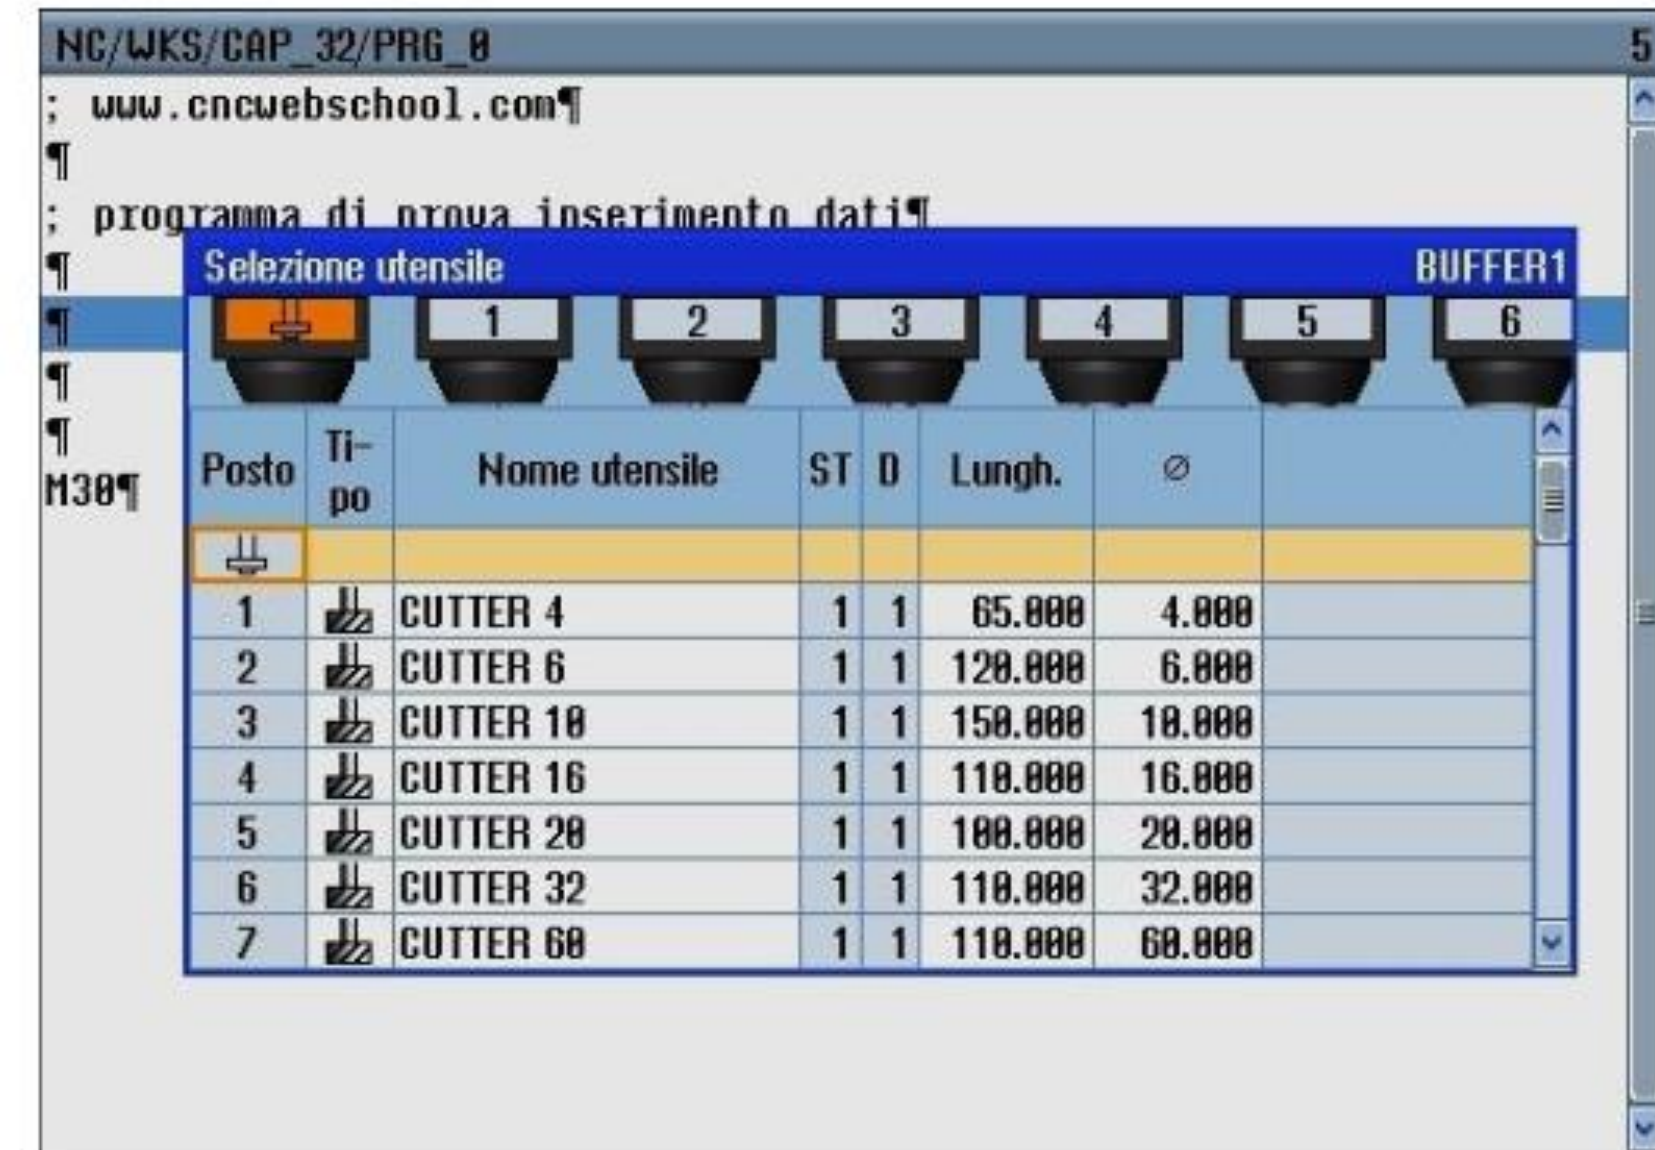 NC/WKS/CAP_32/PRG_0 5
; www.cncwebschool.com¶
¶
; programma di prova inserimento dati¶
¶
¶
¶
¶
M30¶
Selezione utensile BUFFER1
1 2 3 4 5 6
Posto Ti-po Nome utensile ST D Lungh. ∅
1 CUTTER 4 1 1 65.000 4.000
2 CUTTER 6 1 1 120.000 6.000
3 CUTTER 10 1 1 150.000 10.000
4 CUTTER 16 1 1 110.000 16.000
5 CUTTER 20 1 1 100.000 20.000
6 CUTTER 32 1 1 110.000 32.000
7 CUTTER 60 1 1 110.000 60.000